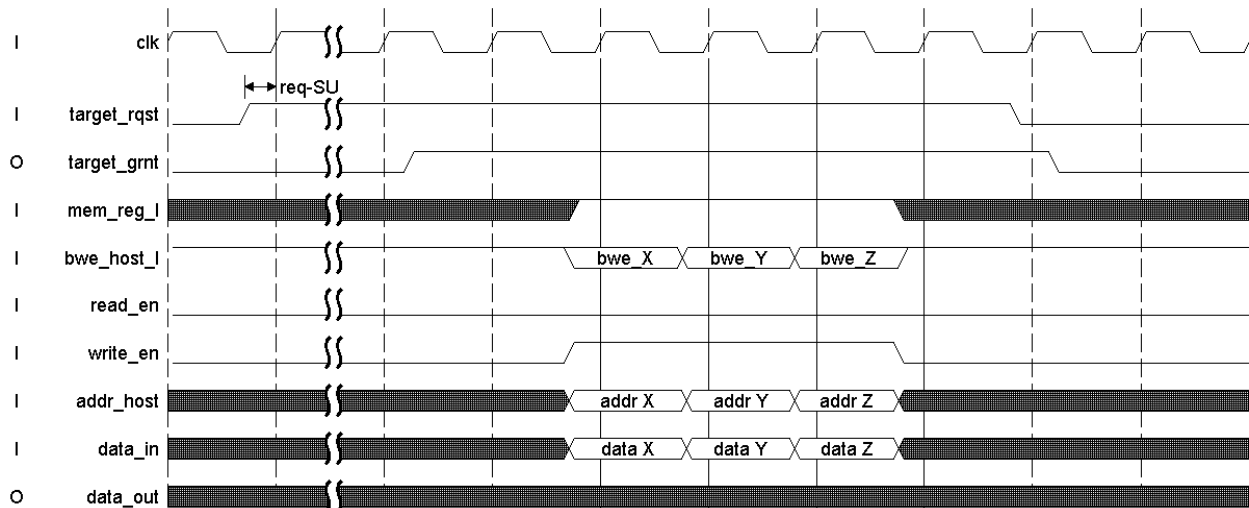 I clk
req-SU
I target_rqst
O target_grnt
I mem_reg_l
I bwe_host_l bwe_X bwe_Y bwe_Z
I read_en
I write_en
I addr_host addr X addr Y addr Z
I data_in data X data Y data Z
O data_out